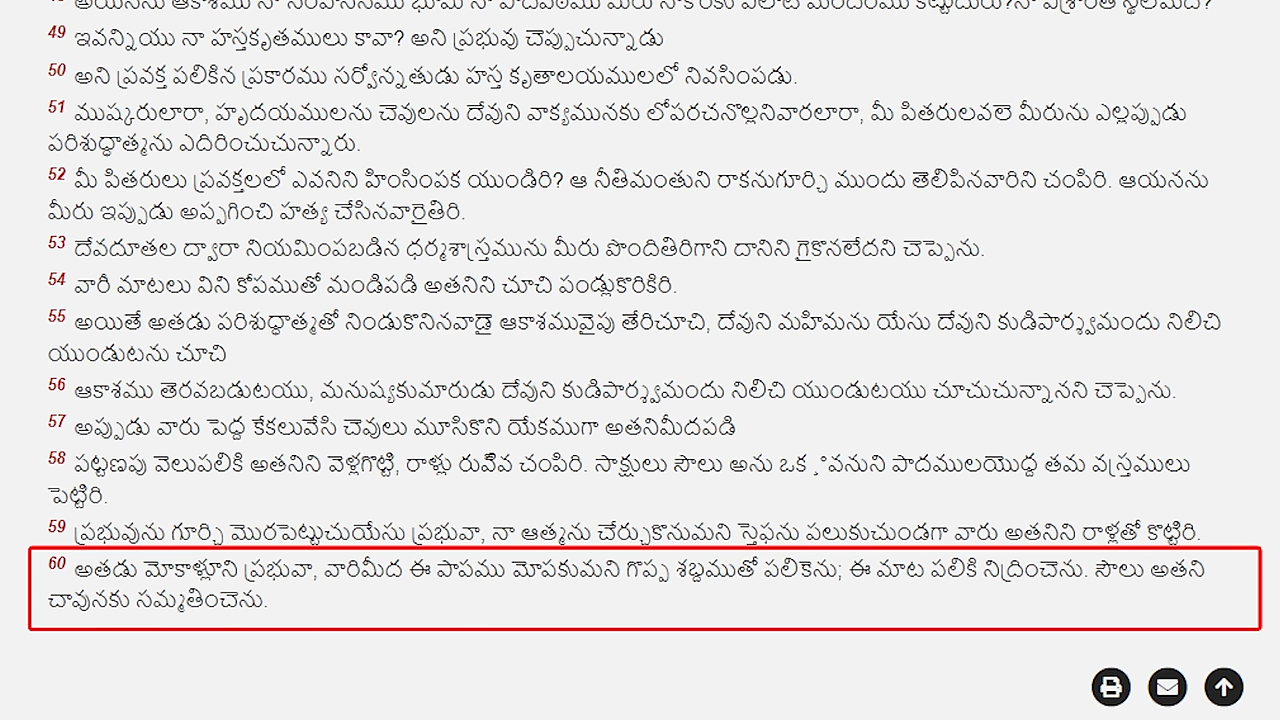 49 ఇవన్నియు నా హస్తకృతములు కావా? అని ప్రభువు చెప్పుచున్నాడు
50 అని ప్రవక్త పలికిన ప్రకారము సర్వోన్నతుడు హస్త కృతాలయములలో నివసింపడు.
51 ముష్కరులారా, హృదయములను చెవులను దేవుని వాక్యమునకు లోపరచనొల్లనివారలారా, మీ పితరులవలె మీరును ఎల్లప్పుడు
పరిశుద్ధాత్మను ఎదిరించుచున్నారు.
52 మీ పితరులు ప్రవక్తలలో ఎవనిని హింసింపక యుండిరి? ఆ నీతిమంతుని రాకనుగూర్చి ముందు తెలిపినవారిని చంపిరి. ఆయనను
మీరు ఇప్పుడు అప్పగించి హత్య చేసినవారైతిరి.
53 దేవదూతల ద్వారా నియమింపబడిన ధర్మశాస్త్రమును మీరు పొందితిరిగాని దానిని గైకొనలేదని చెప్పెను.
54 వారీ మాటలు విని కోపముతో మండిపడి అతనిని చూచి పండ్లుకొరికిరి.
55 అయితే అతడు పరిశుద్ధాత్మతో నిండుకొనినవాడై ఆకాశమువైపు తేరిచూచి, దేవుని మహిమను యేసు దేవుని కుడిపార్శ్వమందు నిలిచి
యుండుటను చూచి
56 ఆకాశము తెరవబడుటయు, మనుష్యకుమారుడు దేవుని కుడిపార్శ్వమందు నిలిచి యుండుటయు చూచుచున్నానని చెప్పెను.
57 అప్పుడు వారు పెద్ద కేకలువేసి చెవులు మూసికొని యేకముగా అతనిమీదపడి
58 పట్టణపు వెలుపలికి అతనిని వెళ్లగొట్టి, రాళ్లు రువ్వి చంపిరి. సాక్షులు సౌలు అను ఒక పాదములయొద్ద తమ వస్త్రములు
పెట్టిరి.
59 ప్రభువును గూర్చి మొరపెట్టుచుయేసు ప్రభువా, నా ఆత్మను చేర్చుకొనుమని స్తెఫను పలుకుచుండగా వారు అతనిని రాళ్లతో కొట్టిరి.
60 అతడు మోకాళ్లూని ప్రభువా, వారిమీద ఈ పాపము మోపకుమని గొప్ప శబ్దముతో పలికెను; ఈ మాట పలికి నిద్రించెను. సౌలు అతని
చావునకు సమ్మతించెను.